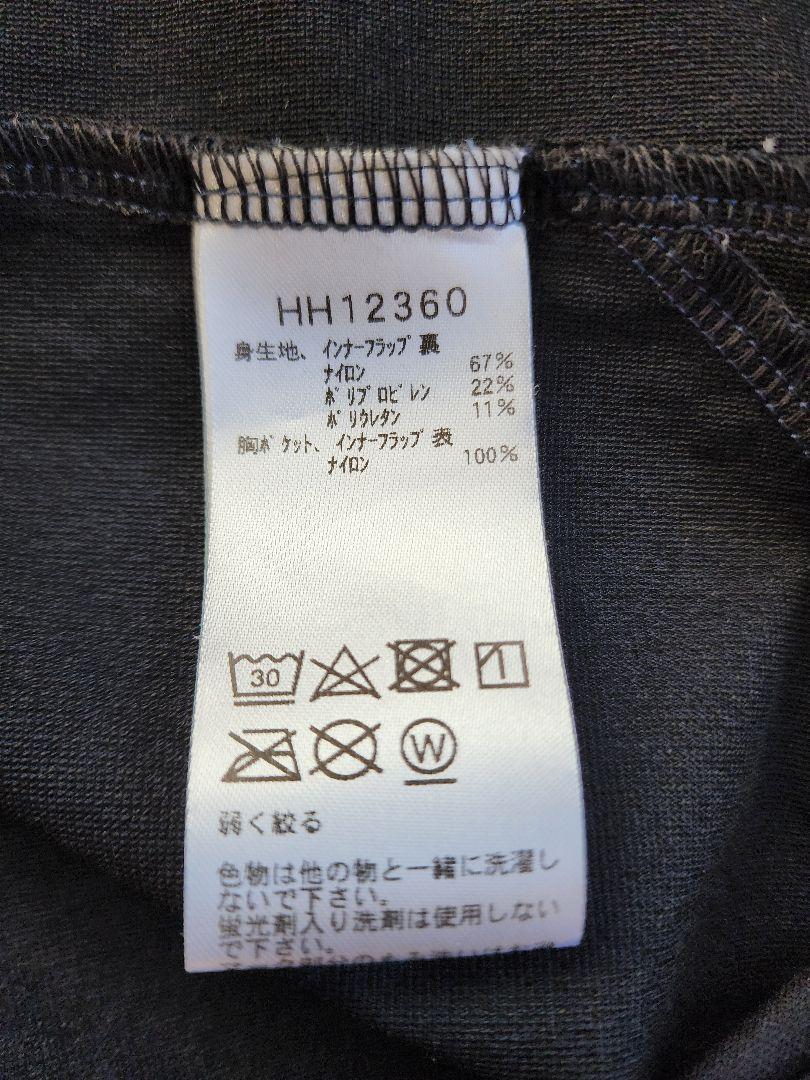 HH12360
身生地、インナーフラップ 裏
ナイロン 67%
ポリプロピレン 22%
ポリウレタン 11%
胸ポケット、インナーフラップ 表
ナイロン 100%
30
W
弱く絞る
色物は他の物と一緒に洗濯し
ないで下さい。
蛍光剤入り洗剤は使用しない
で下さい。